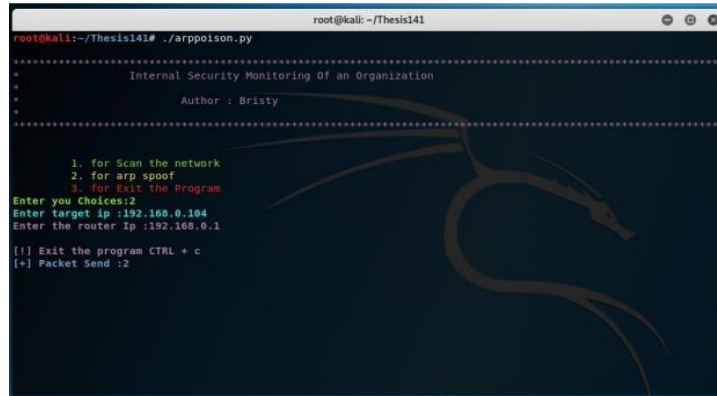 root@kali: ~/Thesis141
root@kali:~/Thesis141# ./arppoison.py
* Internal Security Monitoring Of an Organization
*
* Author : Bristy
*
1. for Scan the network
2. for arp spoof
3. for Exit the Program
Enter you Choices:2
Enter target ip :192.168.0.104
Enter the router Ip :192.168.0.1
[!] Exit the program CTRL + c
[+] Packet Send :2